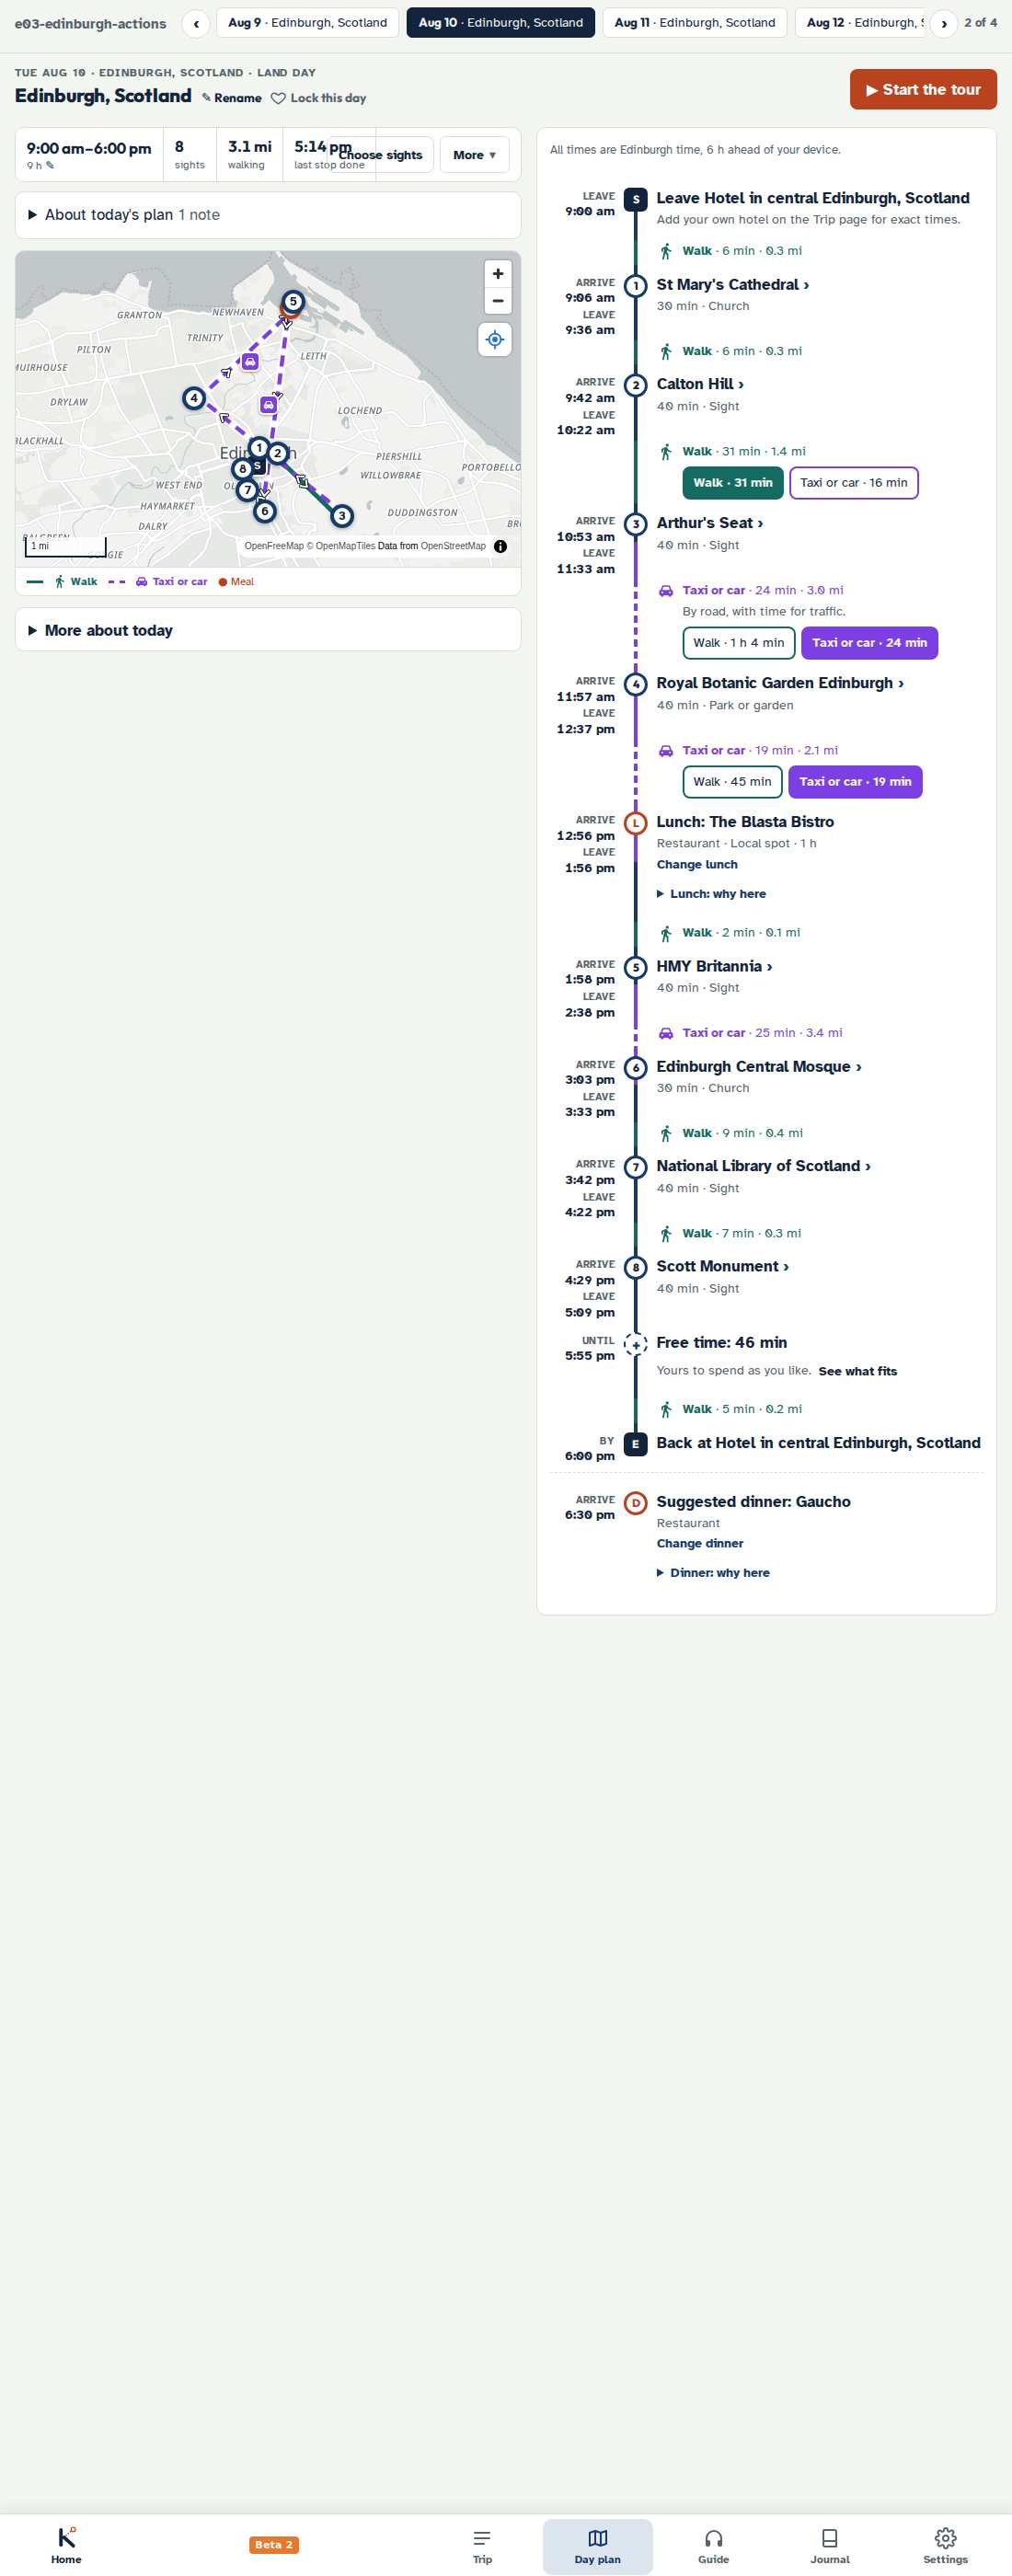 e03-edinburgh-actions
‹
Aug 9 · Edinburgh, Scotland
Aug 10 · Edinburgh, Scotland
Aug 11 · Edinburgh, Scotland
Aug 12 · Edinburgh,
›
2 of 4
TUE AUG 10 · EDINBURGH, SCOTLAND · LAND DAY
Edinburgh, Scotland
✎ Rename
Lock this day
▶ Start the tour
9:00 am–6:00 pm
9 h ✎
8
sights
3.1 mi
walking
5:14 pm
last stop done
Choose sights
More ▾
▶ About today's plan 1 note
GRANTON
NEWHAVEN
5
+
−
PILTON
TRINITY
LEITH
MUIRHOUSE
DRYLAW
4
LOCHEND
BLACKHALL
1
2
8
S
PIERSHILL
PORTOBELLO
WILLOWBRAE
WEST END
7
HAYMARKET
6
3
DUDDINGSTON
DALRY
1 mi
OpenFreeMap © OpenMapTiles Data from OpenStreetMap
Walk
Taxi or car
Meal
▶ More about today
All times are Edinburgh time, 6 h ahead of your device.
LEAVE
9:00 am
S
Leave Hotel in central Edinburgh, Scotland
Add your own hotel on the Trip page for exact times.
Walk · 6 min · 0.3 mi
ARRIVE
9:06 am
LEAVE
9:36 am
1
St Mary's Cathedral ›
30 min · Church
Walk · 6 min · 0.3 mi
ARRIVE
9:42 am
LEAVE
10:22 am
2
Calton Hill ›
40 min · Sight
Walk · 31 min · 1.4 mi
Walk · 31 min
Taxi or car · 16 min
ARRIVE
10:53 am
LEAVE
11:33 am
3
Arthur's Seat ›
40 min · Sight
Taxi or car · 24 min · 3.0 mi
By road, with time for traffic.
Walk · 1 h 4 min
Taxi or car · 24 min
ARRIVE
11:57 am
LEAVE
12:37 pm
4
Royal Botanic Garden Edinburgh ›
40 min · Park or garden
Taxi or car · 19 min · 2.1 mi
Walk · 45 min
Taxi or car · 19 min
ARRIVE
12:56 pm
LEAVE
1:56 pm
L
Lunch: The Blasta Bistro
Restaurant · Local spot · 1 h
Change lunch
▶ Lunch: why here
Walk · 2 min · 0.1 mi
ARRIVE
1:58 pm
LEAVE
2:38 pm
5
HMY Britannia ›
40 min · Sight
Taxi or car · 25 min · 3.4 mi
ARRIVE
3:03 pm
LEAVE
3:33 pm
6
Edinburgh Central Mosque ›
30 min · Church
Walk · 9 min · 0.4 mi
ARRIVE
3:42 pm
LEAVE
4:22 pm
7
National Library of Scotland ›
40 min · Sight
Walk · 7 min · 0.3 mi
ARRIVE
4:29 pm
LEAVE
5:09 pm
8
Scott Monument ›
40 min · Sight
UNTIL
5:55 pm
+
Free time: 46 min
Yours to spend as you like. See what fits
Walk · 5 min · 0.2 mi
BY
6:00 pm
E
Back at Hotel in central Edinburgh, Scotland
ARRIVE
6:30 pm
D
Suggested dinner: Gaucho
Restaurant
Change dinner
▶ Dinner: why here
Home
Beta 2
Trip
Day plan
Guide
Journal
Settings